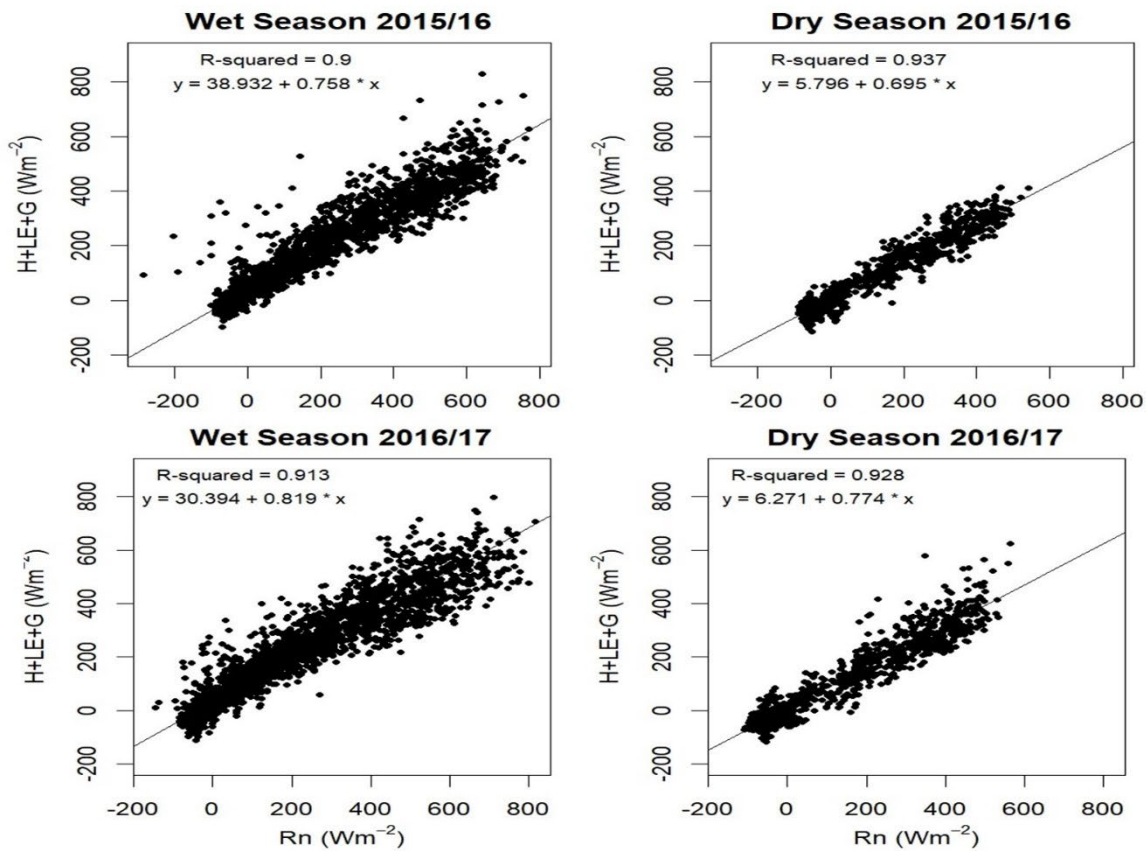 Wet Season 2015/16
R-squared = 0.9
y = 38.932 + 0.758 * x
H+LE+G (Wm⁻²)
-200 0 200 400 600 800
-200 0 200 400 600 800
Dry Season 2015/16
R-squared = 0.937
y = 5.796 + 0.695 * x
H+LE+G (Wm⁻²)
-200 0 200 400 600 800
-200 0 200 400 600 800
Wet Season 2016/17
R-squared = 0.913
y = 30.394 + 0.819 * x
H+LE+G (Wm⁻²)
-200 0 200 400 600 800
-200 0 200 400 600 800
Rn (Wm⁻²)
Dry Season 2016/17
R-squared = 0.928
y = 6.271 + 0.774 * x
H+LE+G (Wm⁻²)
-200 0 200 400 600 800
-200 0 200 400 600 800
Rn (Wm⁻²)